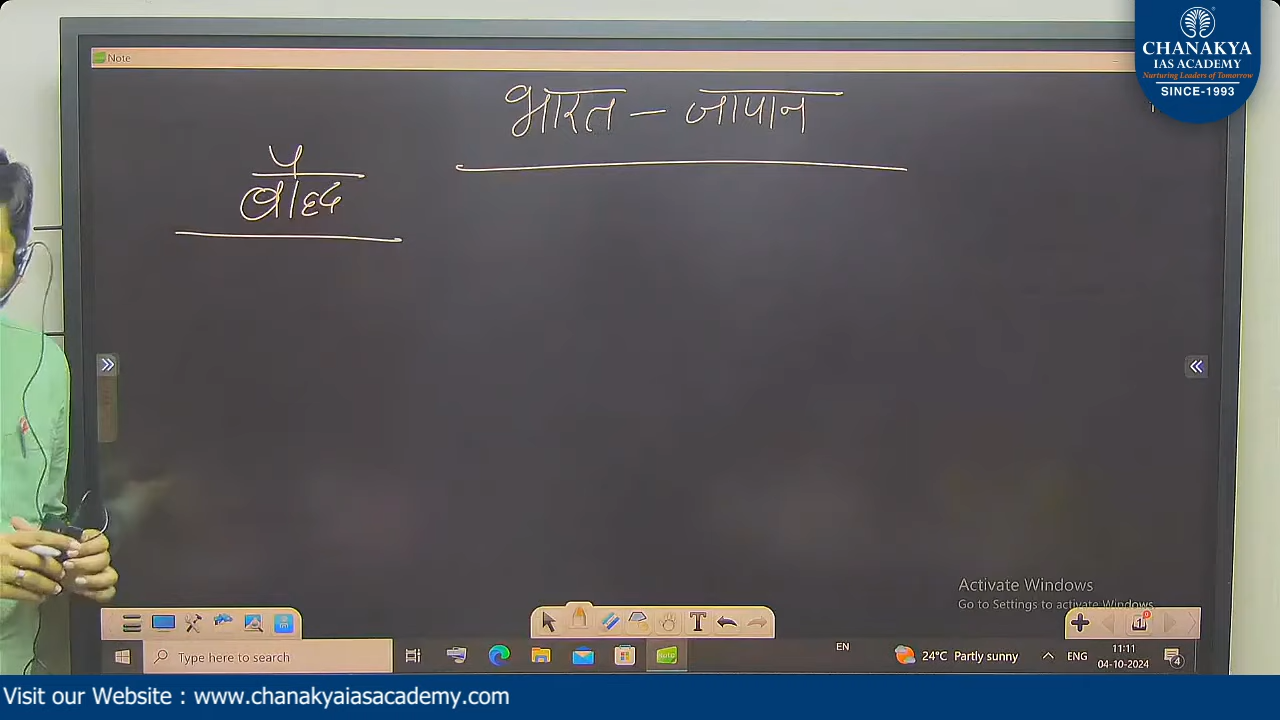 Note
CHANAKYA
IAS ACADEMY
Nurturing Leaders of Tomorrow
SINCE-1993
भारत – जापान
Activate Windows
Go to Settings to activate Windows.
Type here to search
EN
24°C Partly sunny
ENG
11:11
04-10-2024
4
Visit our Website : www.chanakyaiasacademy.com